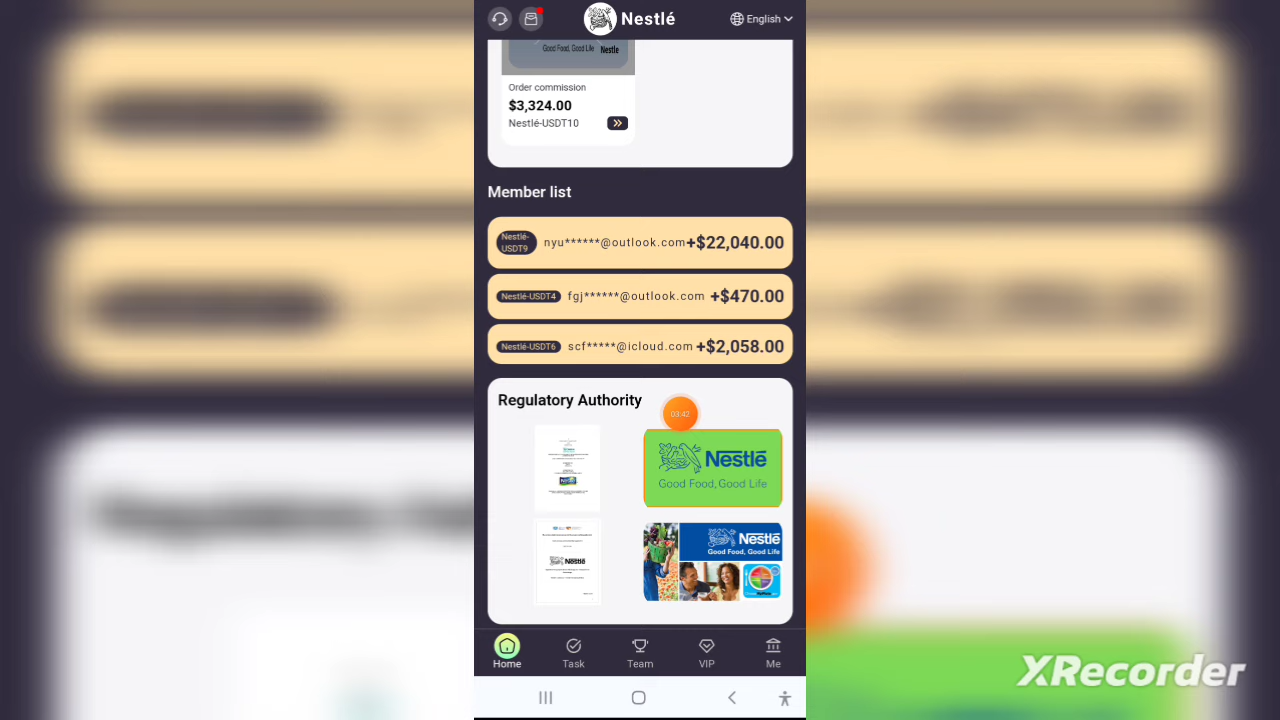 Nestlé
English
Good Food, Good Life
Nestle
Order commission
$3,324.00
Nestlé-USDT10
Member list
Nestlé-
USDT9
nyu******@outlook.com
+$22,040.00
Nestlé-USDT4
fgj******@outlook.com
+$470.00
Nestlé-USDT6
scf*****@icloud.com
+$2,058.00
Regulatory Authority
03:42
Nestlé
Good Food, Good Life
Nestlé
Nestlé
Good Food, Good Life
Home
Task
Team
VIP
Me
XRecorder